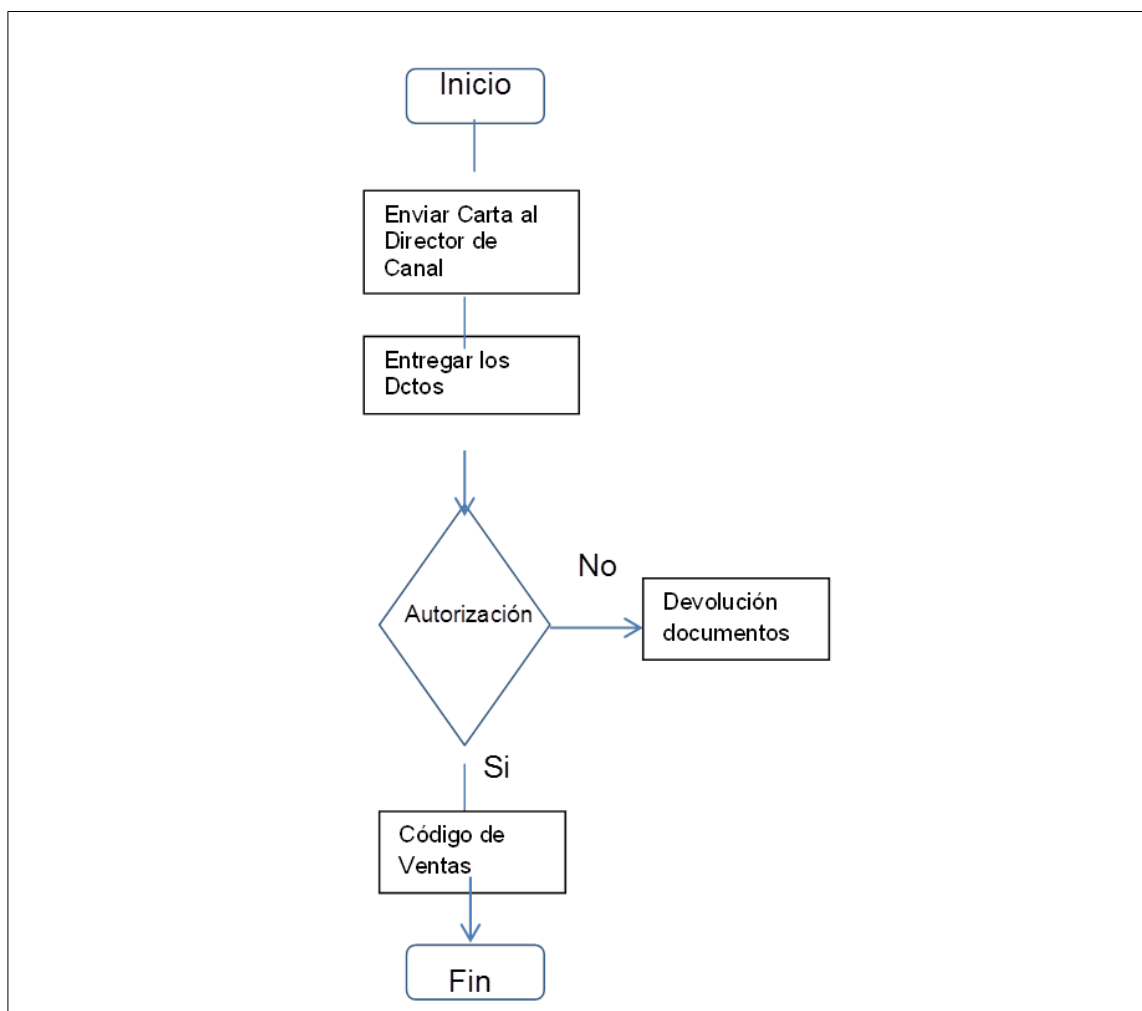 Inicio
Enviar Carta al
Director de
Canal
Entregar los
Dctos
Autorización
No
Devolución
documentos
Si
Código de
Ventas
Fin